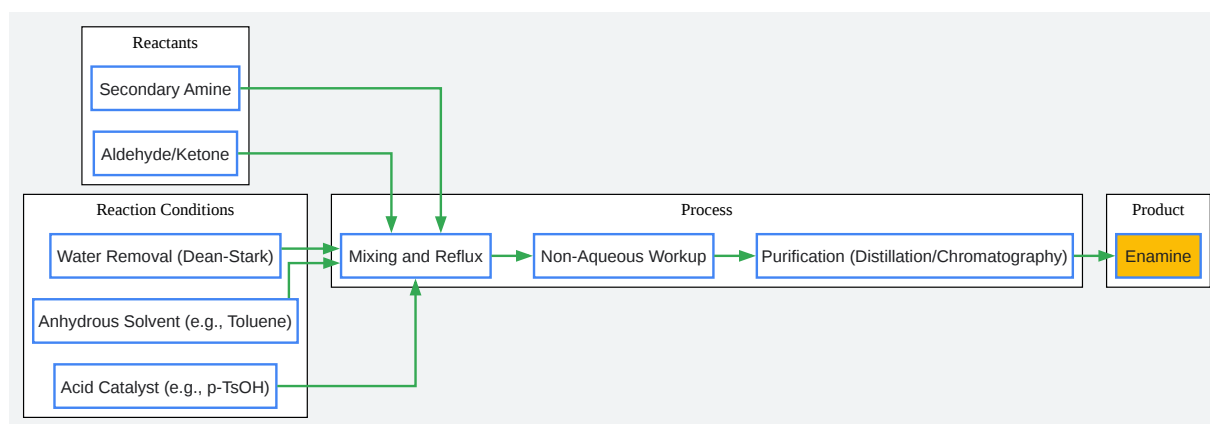 Reactants
Secondary Amine
Aldehyde/Ketone
Reaction Conditions
Water Removal (Dean-Stark)
Anhydrous Solvent (e.g., Toluene)
Acid Catalyst (e.g., p-TsOH)
Process
Mixing and Reflux
Non-Aqueous Workup
Purification (Distillation/Chromatography)
Product
Enamine